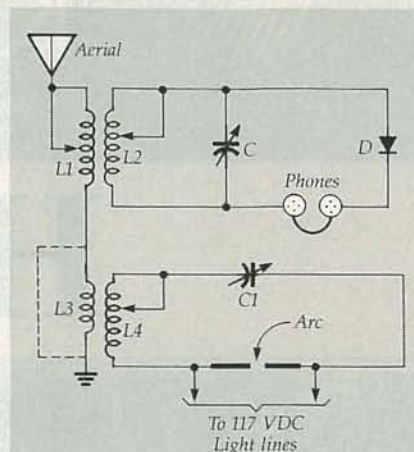 Aerial
L1
L2
C
D
Phones
L3
L4
C1
Arc
To 117 VDC
Light lines